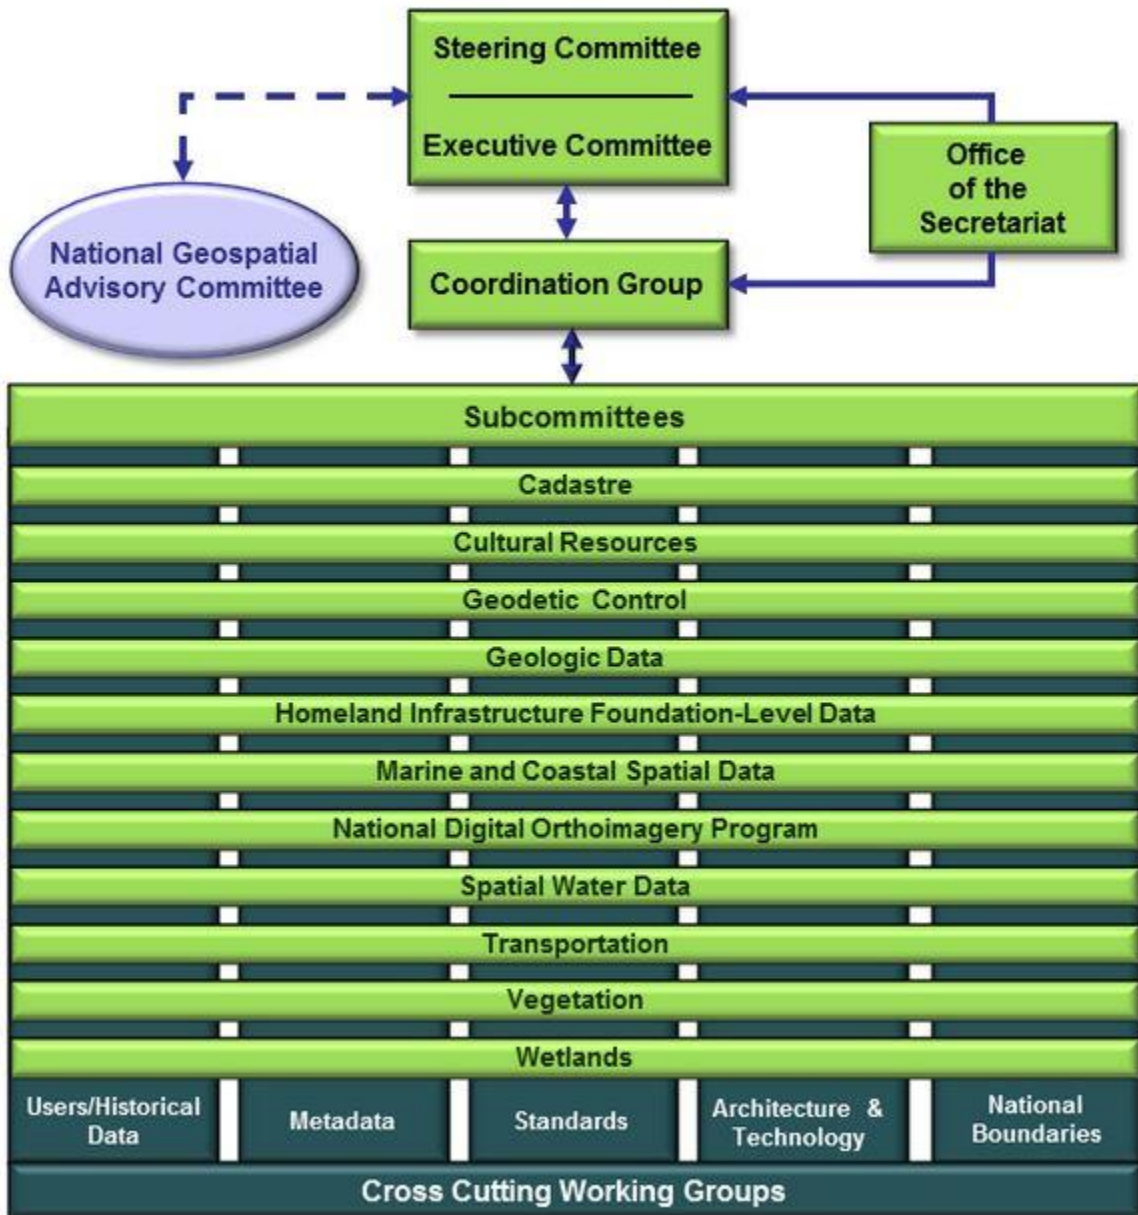 Steering Committee
Executive Committee
Office
of the
Secretariat
National Geospatial
Advisory Committee
Coordination Group
Subcommittees
Cadastre
Cultural Resources
Geodetic Control
Geologic Data
Homeland Infrastructure Foundation-Level Data
Marine and Coastal Spatial Data
National Digital Orthoimagery Program
Spatial Water Data
Transportation
Vegetation
Wetlands
Users/Historical
Data
Metadata
Standards
Architecture &
Technology
National
Boundaries
Cross Cutting Working Groups